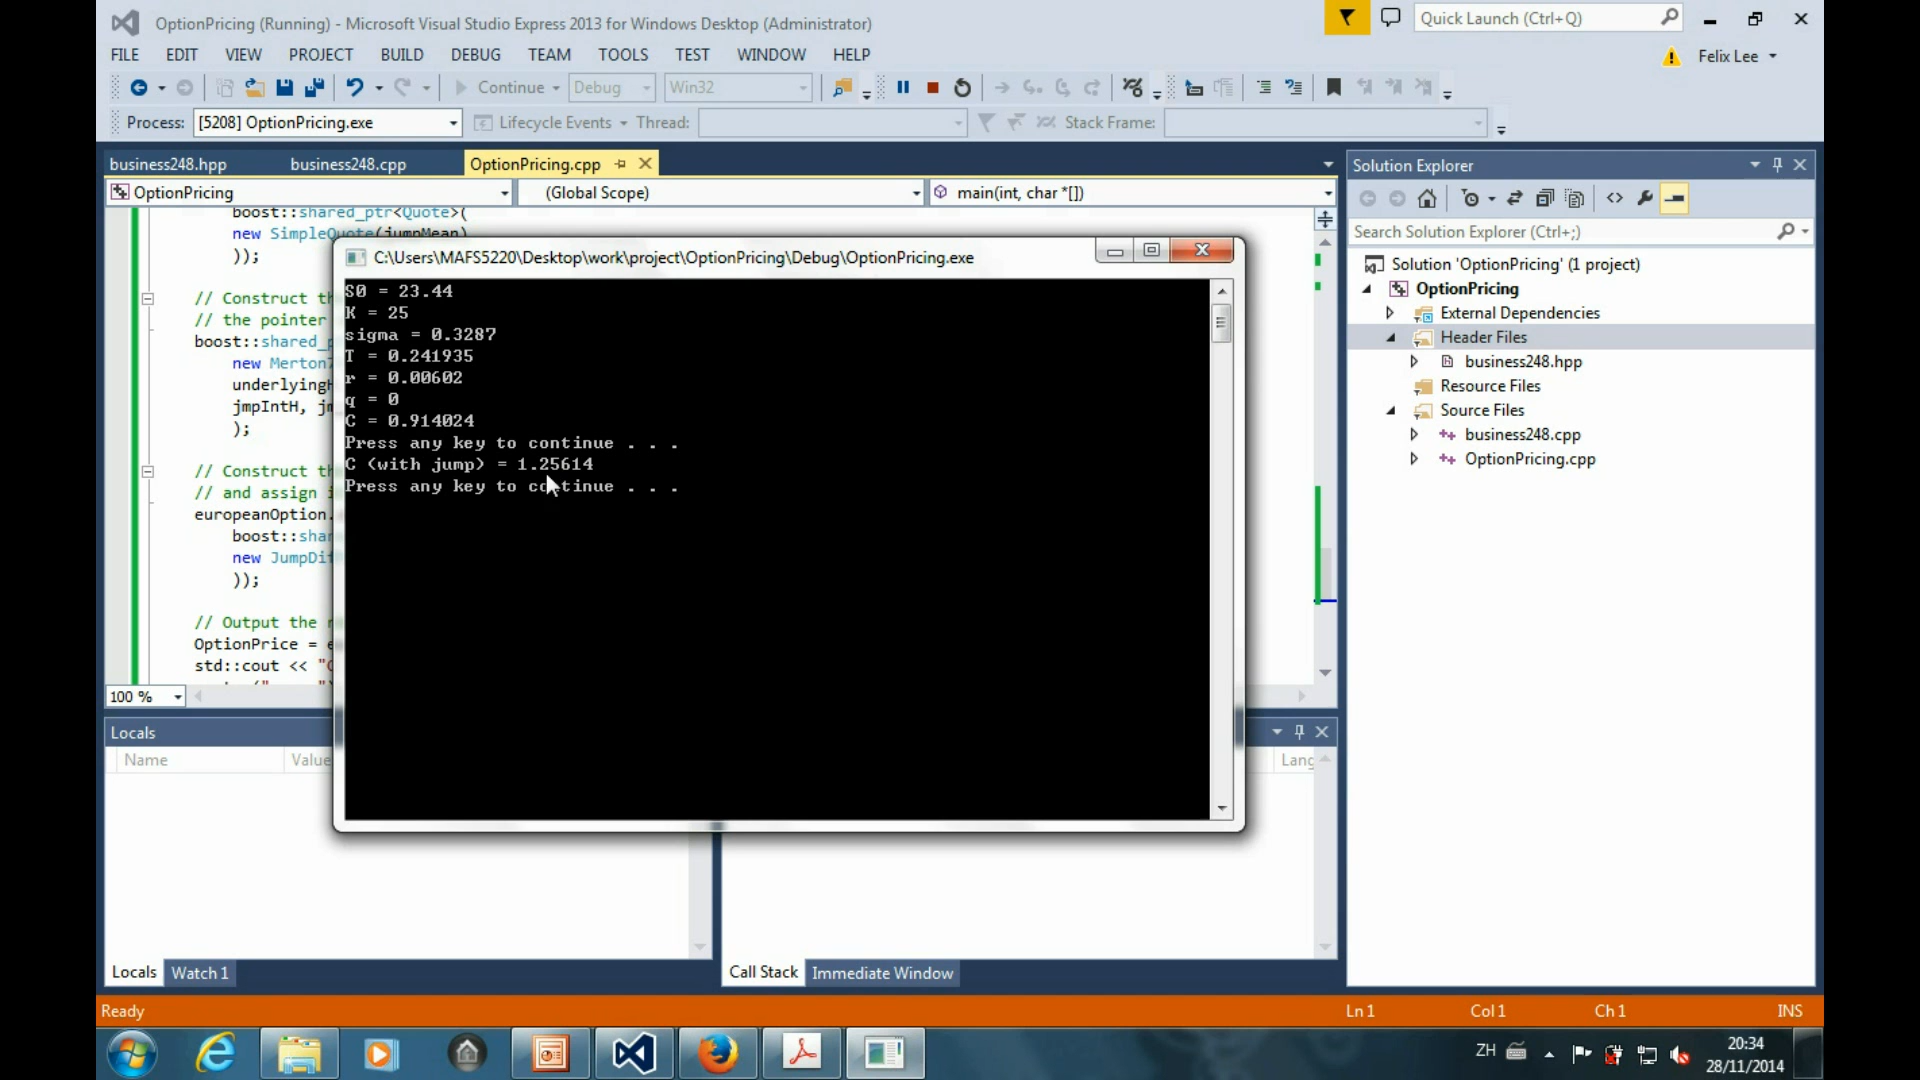 OptionPricing (Running) - Microsoft Visual Studio Express 2013 for Windows Desktop (Administrator)
Quick Launch (Ctrl+Q)
FILE EDIT VIEW PROJECT BUILD DEBUG TEAM TOOLS TEST WINDOW HELP
Felix Lee
Continue Debug Win32
Process: [5208] OptionPricing.exe Lifecycle Events Thread: Stack Frame:
business248.hpp business248.cpp OptionPricing.cpp
OptionPricing (Global Scope) main(int, char *[])
boost::shared_ptr<Quote>(
new SimpleQuote(jumpMean)
));
// Construct th
// the pointer
boost::shared_p
new Merton7
underlyingH
jmpIntH, jm
);
// Construct th
// and assign i
europeanOption.
boost::shar
new JumpDif
));
// Output the r
OptionPrice = e
std::cout << "C
100 %
C:\Users\MAFS5220\Desktop\work\project\OptionPricing\Debug\OptionPricing.exe
S0 = 23.44
K = 25
sigma = 0.3287
T = 0.241935
r = 0.00602
q = 0
C = 0.914024
Press any key to continue . . .
C (with jump) = 1.25614
Press any key to continue . . .
Solution Explorer
Search Solution Explorer (Ctrl+;)
Solution 'OptionPricing' (1 project)
OptionPricing
External Dependencies
Header Files
business248.hpp
Resource Files
Source Files
business248.cpp
OptionPricing.cpp
Locals
Name Value
Lang
Locals Watch 1
Call Stack Immediate Window
Ready Ln 1 Col 1 Ch 1 INS
ZH
20:34
28/11/2014